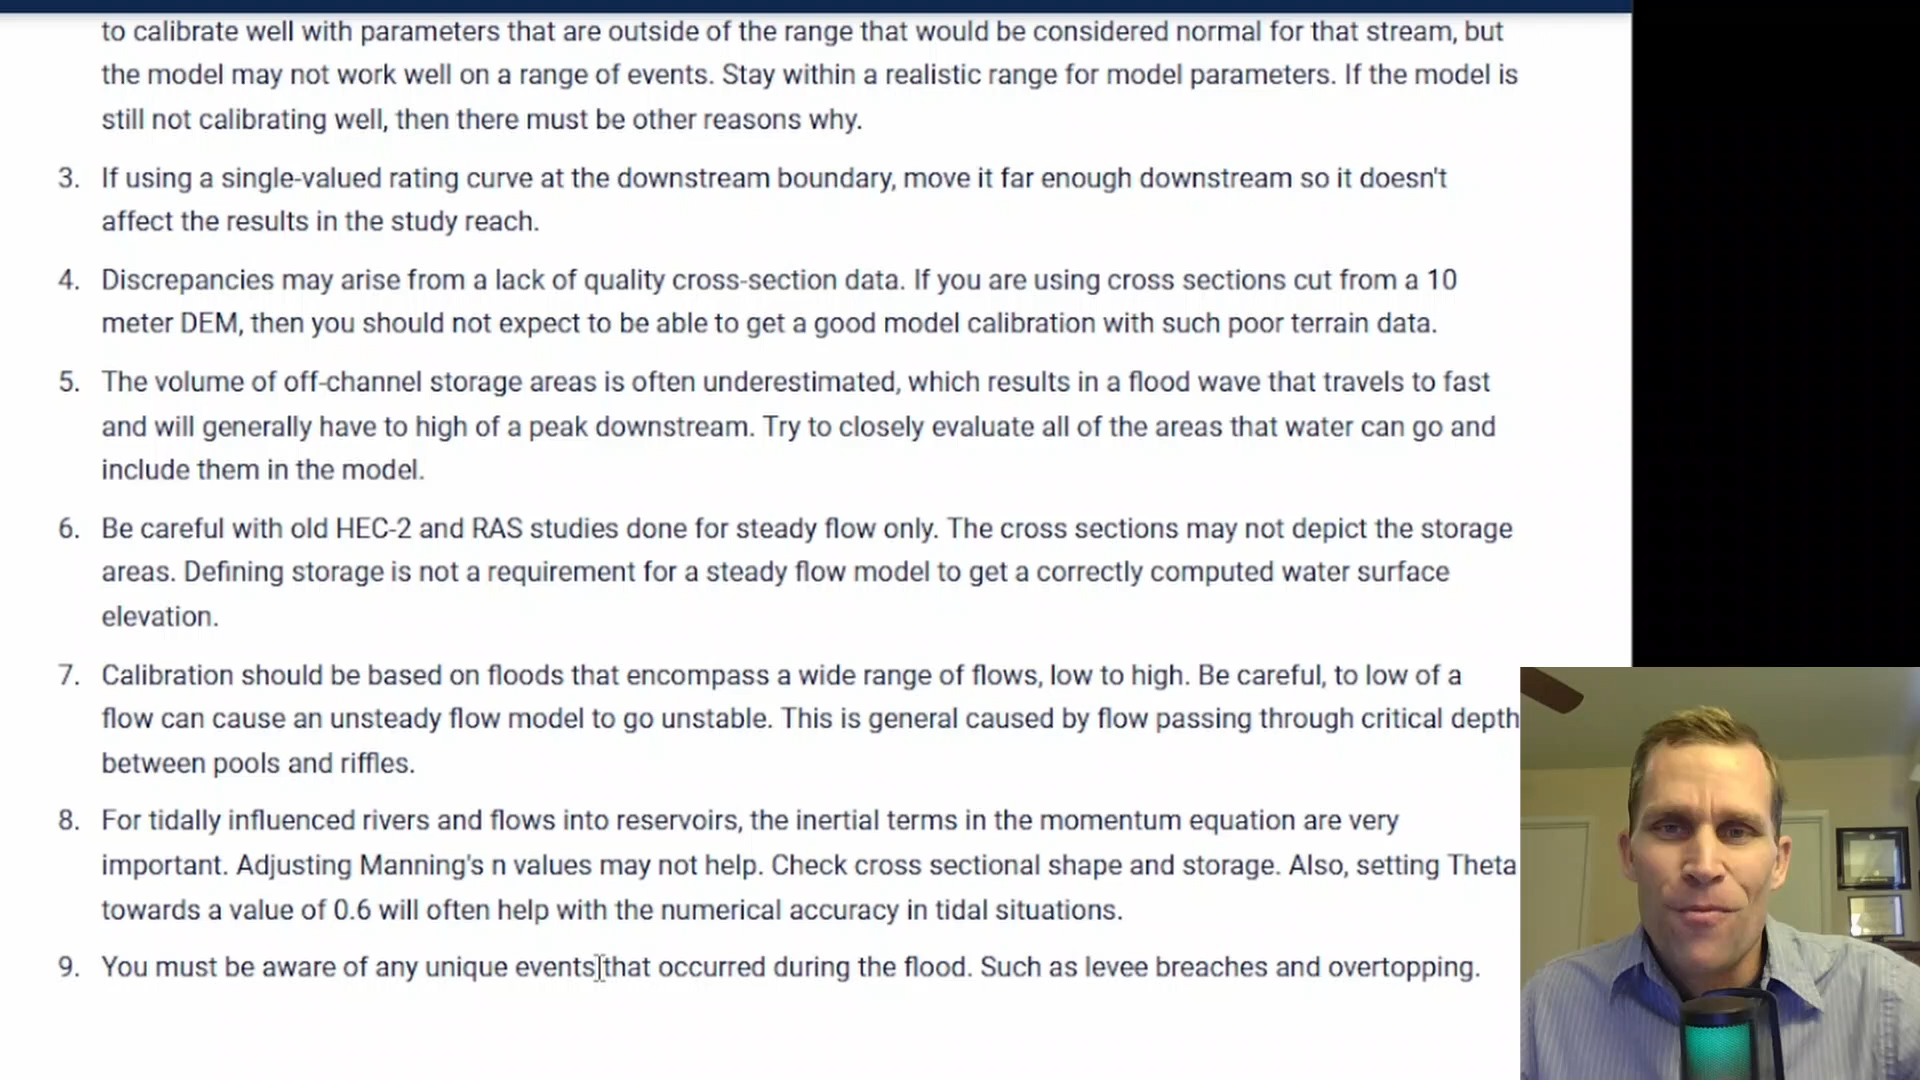 to calibrate well with parameters that are outside of the range that would be considered normal for that stream, but
the model may not work well on a range of events. Stay within a realistic range for model parameters. If the model is
still not calibrating well, then there must be other reasons why.
3. If using a single-valued rating curve at the downstream boundary, move it far enough downstream so it doesn't
affect the results in the study reach.
4. Discrepancies may arise from a lack of quality cross-section data. If you are using cross sections cut from a 10
meter DEM, then you should not expect to be able to get a good model calibration with such poor terrain data.
5. The volume of off-channel storage areas is often underestimated, which results in a flood wave that travels to fast
and will generally have to high of a peak downstream. Try to closely evaluate all of the areas that water can go and
include them in the model.
6. Be careful with old HEC-2 and RAS studies done for steady flow only. The cross sections may not depict the storage
areas. Defining storage is not a requirement for a steady flow model to get a correctly computed water surface
elevation.
7. Calibration should be based on floods that encompass a wide range of flows, low to high. Be careful, to low of a
flow can cause an unsteady flow model to go unstable. This is general caused by flow passing through critical depth
between pools and riffles.
8. For tidally influenced rivers and flows into reservoirs, the inertial terms in the momentum equation are very
important. Adjusting Manning's n values may not help. Check cross sectional shape and storage. Also, setting Theta
towards a value of 0.6 will often help with the numerical accuracy in tidal situations.
9. You must be aware of any unique events that occurred during the flood. Such as levee breaches and overtopping.